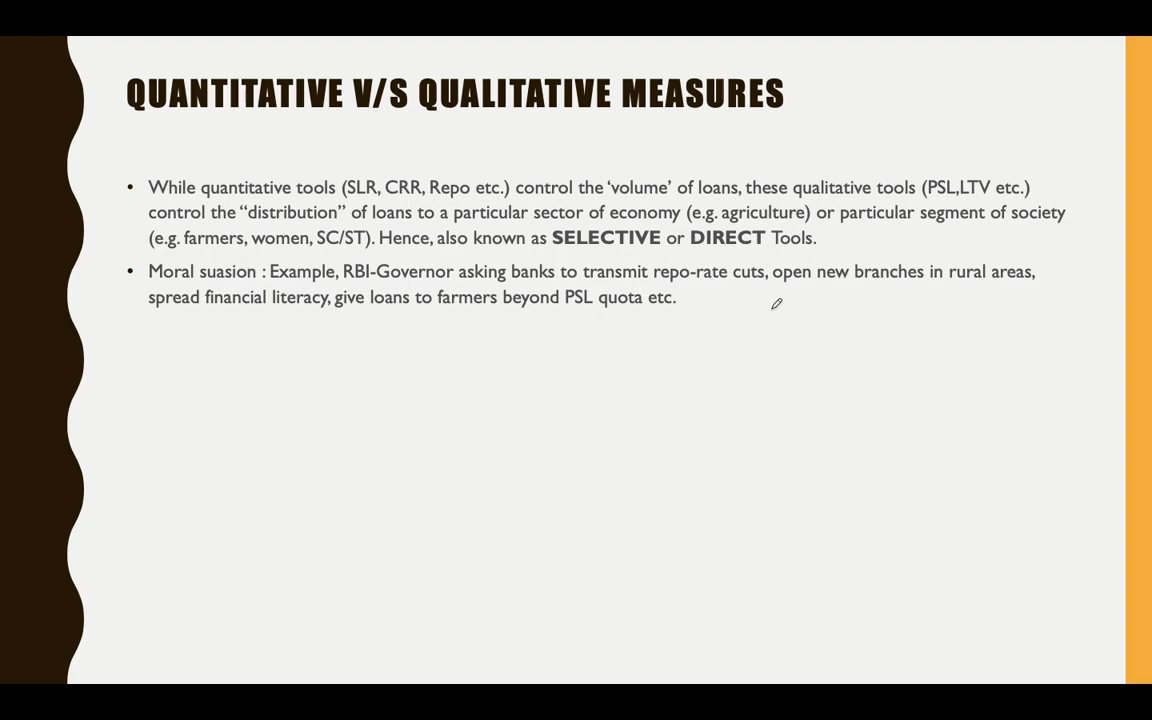 QUANTITATIVE V/S QUALITATIVE MEASURES
• While quantitative tools (SLR, CRR, Repo etc.) control the ‘volume’ of loans, these qualitative tools (PSL,LTV etc.)
control the “distribution” of loans to a particular sector of economy (e.g. agriculture) or particular segment of society
(e.g. farmers, women, SC/ST). Hence, also known as SELECTIVE or DIRECT Tools.
• Moral suasion : Example, RBI-Governor asking banks to transmit repo-rate cuts, open new branches in rural areas,
spread financial literacy, give loans to farmers beyond PSL quota etc.